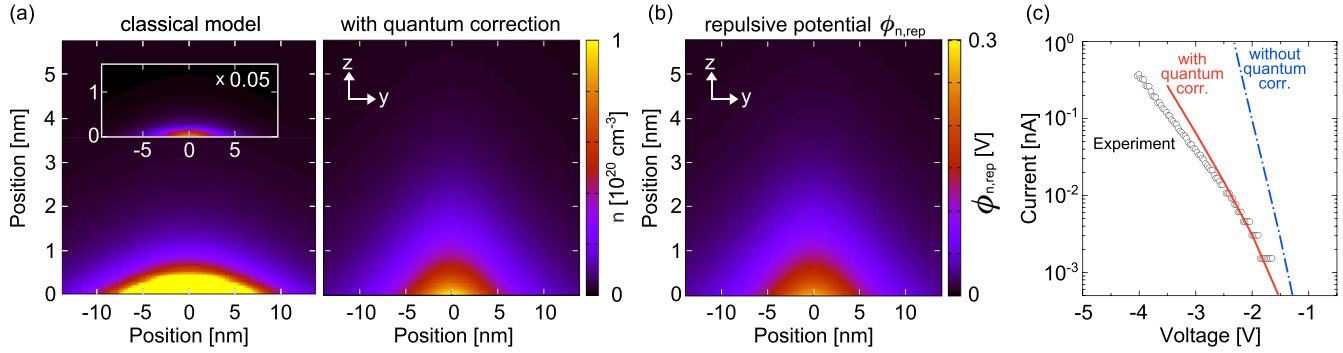 (a)
classical model
with quantum correction
(b)
repulsive potential ϕn,rep
(c)
Position [nm]
5
4
3
2
1
0
x 0.05
1
0
-5 0 5
-10 -5 0 5 10
Position [nm]
z
y
-10 -5 0 5 10
Position [nm]
1
n [10^20 cm^-3]
0
Position [nm]
5
4
3
2
1
0
z
y
-10 -5 0 5 10
Position [nm]
0.3
ϕn,rep [V]
0
Current [nA]
10^0
10^-1
10^-2
10^-3
with
quantum
corr.
without
quantum
corr.
Experiment
-5 -4 -3 -2 -1
Voltage [V]